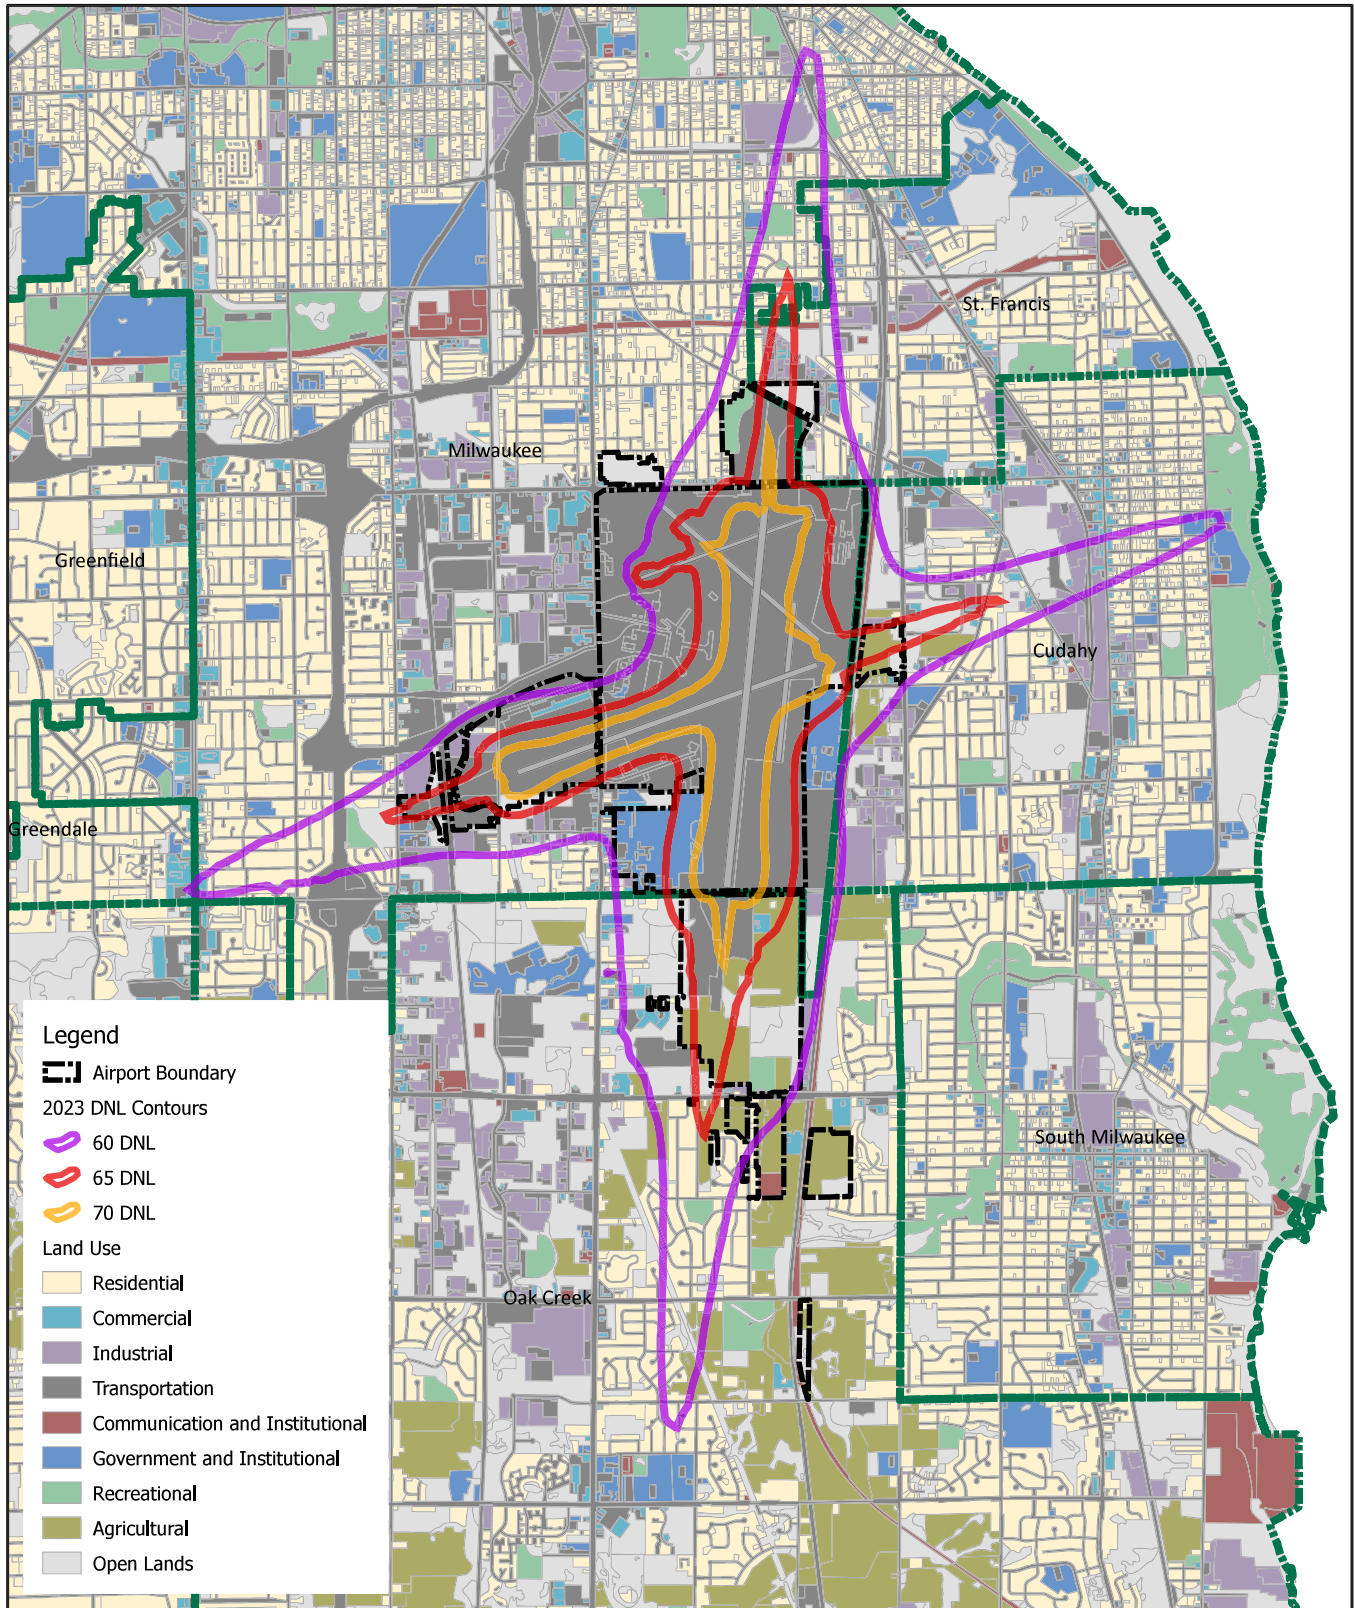 St. Francis
Milwaukee
Greenfield
Cudahy
Greendale
South Milwaukee
Oak Creek
Legend
Airport Boundary
2023 DNL Contours
60 DNL
65 DNL
70 DNL
Land Use
Residential
Commercial
Industrial
Transportation
Communication and Institutional
Government and Institutional
Recreational
Agricultural
Open Lands